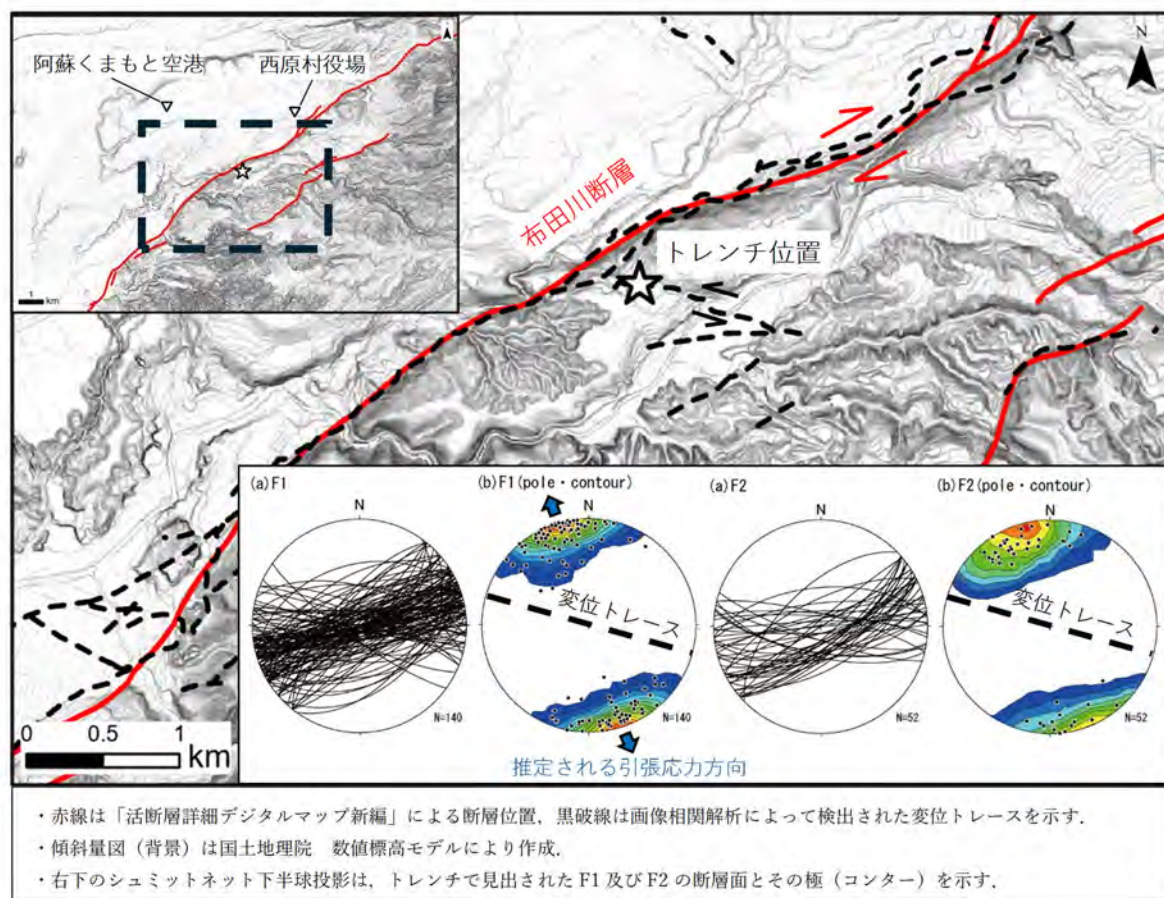 阿蘇くまもと空港
西原村役場
1
km
N
布田川断層
トレンチ位置
(a)F1
(b)F1(pole・contour)
(a)F2
(b)F2(pole・contour)
N
N
N
N
変位トレース
変位トレース
N=140
N=140
N=52
N=52
推定される引張応力方向
0 0.5 1
km
・赤線は「活断層詳細デジタルマップ新編」による断層位置,黒破線は画像相関解析によって検出された変位トレースを示す.
・傾斜量図(背景)は国土地理院 数値標高モデルにより作成.
・右下のシュミットネット下半球投影は,トレンチで見出された F1 及び F2 の断層面とその極(コンター)を示す.